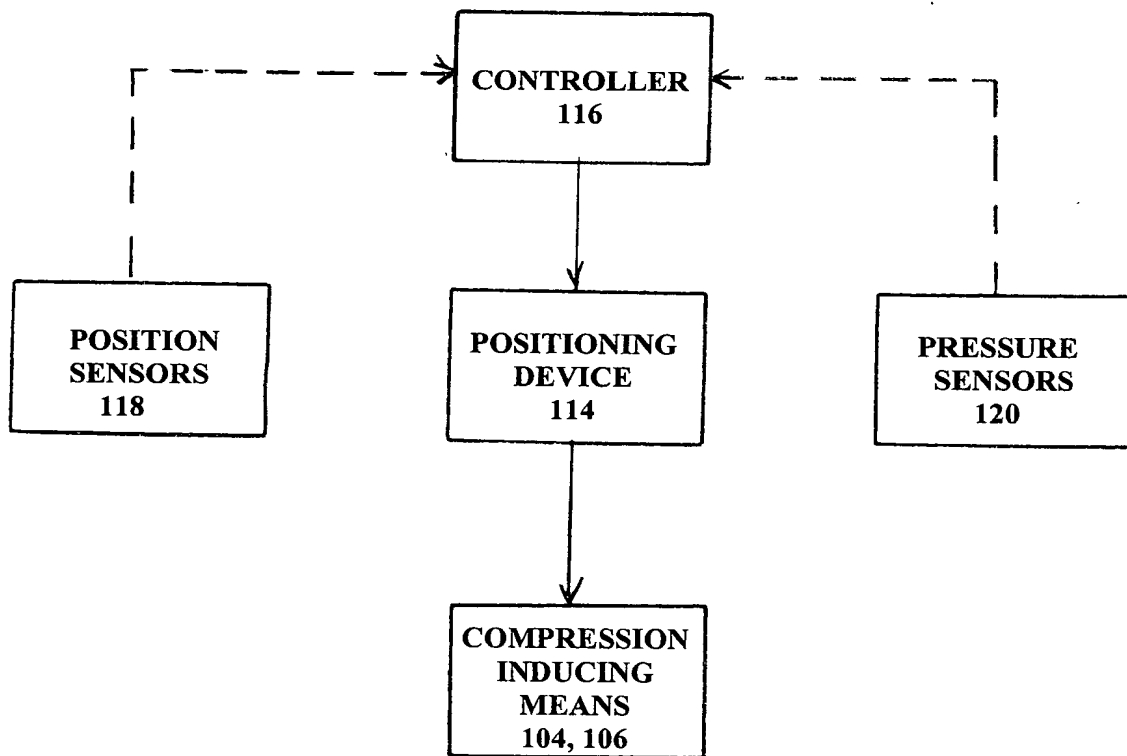 CONTROLLER
116
POSITION
SENSORS
118
POSITIONING
DEVICE
114
PRESSURE
SENSORS
120
COMPRESSION
INDUCING
MEANS
104, 106